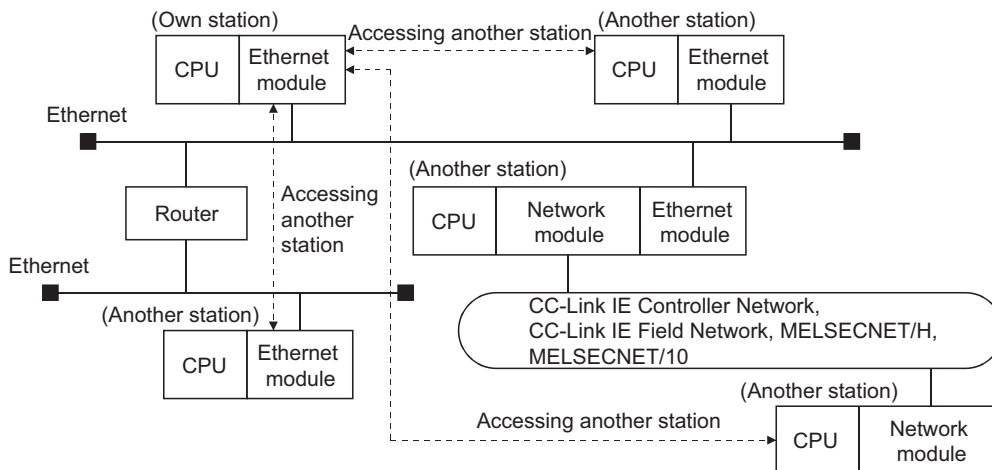 (Own station)
Accessing another station
(Another station)
CPU
Ethernet
module
CPU
Ethernet
module
Ethernet
(Another station)
Router
Accessing
another
station
CPU
Network
module
Ethernet
module
Ethernet
(Another station)
CPU
Ethernet
module
CC-Link IE Controller Network,
CC-Link IE Field Network, MELSECNET/H,
MELSECNET/10
(Another station)
Accessing another station
CPU
Network
module